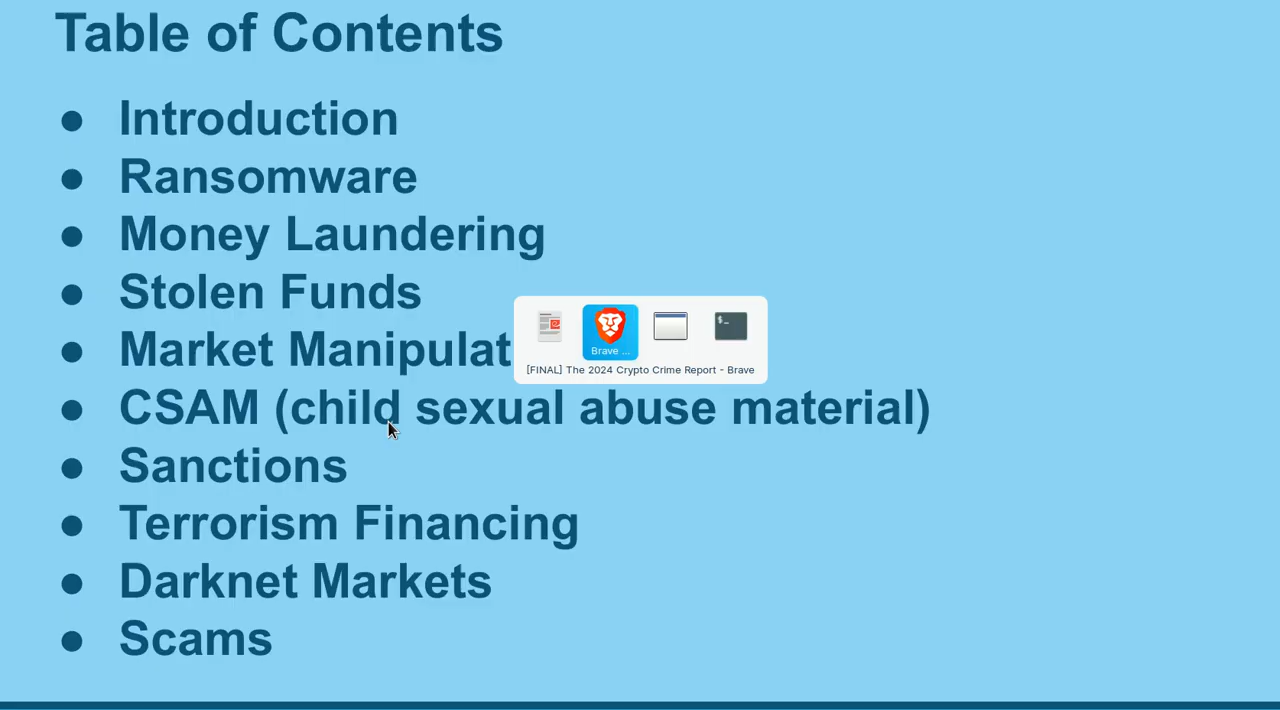 Table of Contents
● Introduction
● Ransomware
● Money Laundering
● Stolen Funds
● Market Manipulat
Brave ...
[FINAL] The 2024 Crypto Crime Report - Brave
● CSAM (child sexual abuse material)
● Sanctions
● Terrorism Financing
● Darknet Markets
● Scams